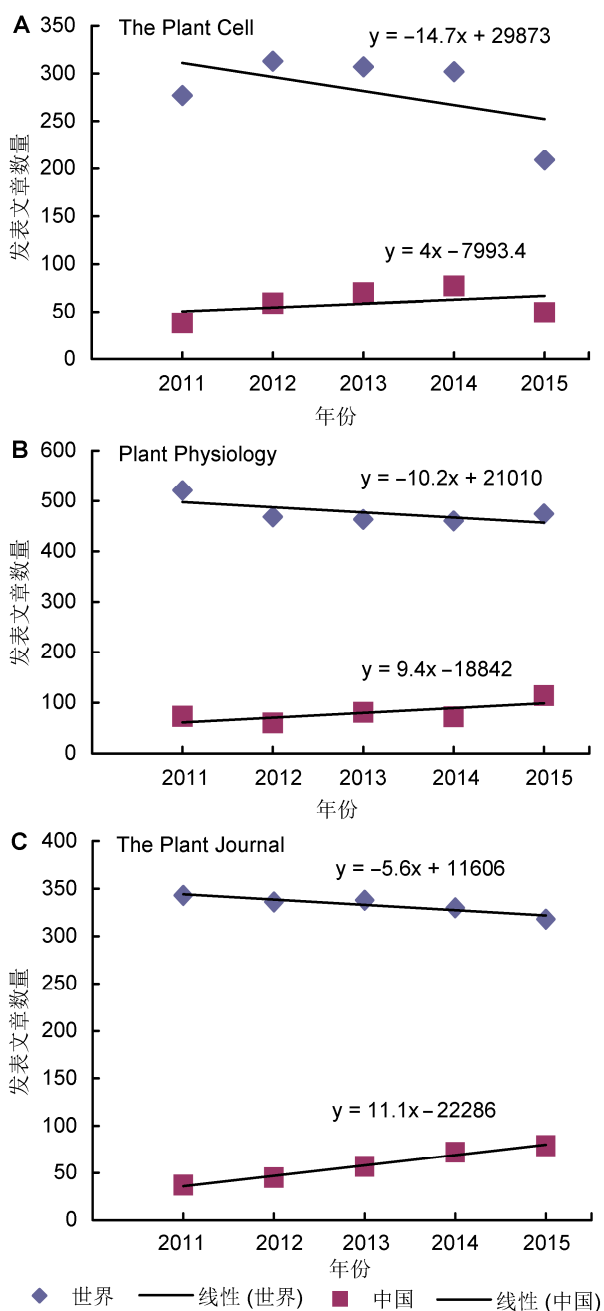 A The Plant Cell
y = −14.7x + 29873
350
300
250
200
150
100
50
0
发表文章数量
y = 4x −7993.4
2011 2012 2013 2014 2015
年份
B Plant Physiology
y = −10.2x + 21010
600
500
400
300
200
100
0
发表文章数量
y = 9.4x −18842
2011 2012 2013 2014 2015
年份
C The Plant Journal
y = −5.6x + 11606
400
350
300
250
200
150
100
50
0
发表文章数量
y = 11.1x−22286
2011 2012 2013 2014 2015
年份
世界 线性 (世界) 中国 线性 (中国)